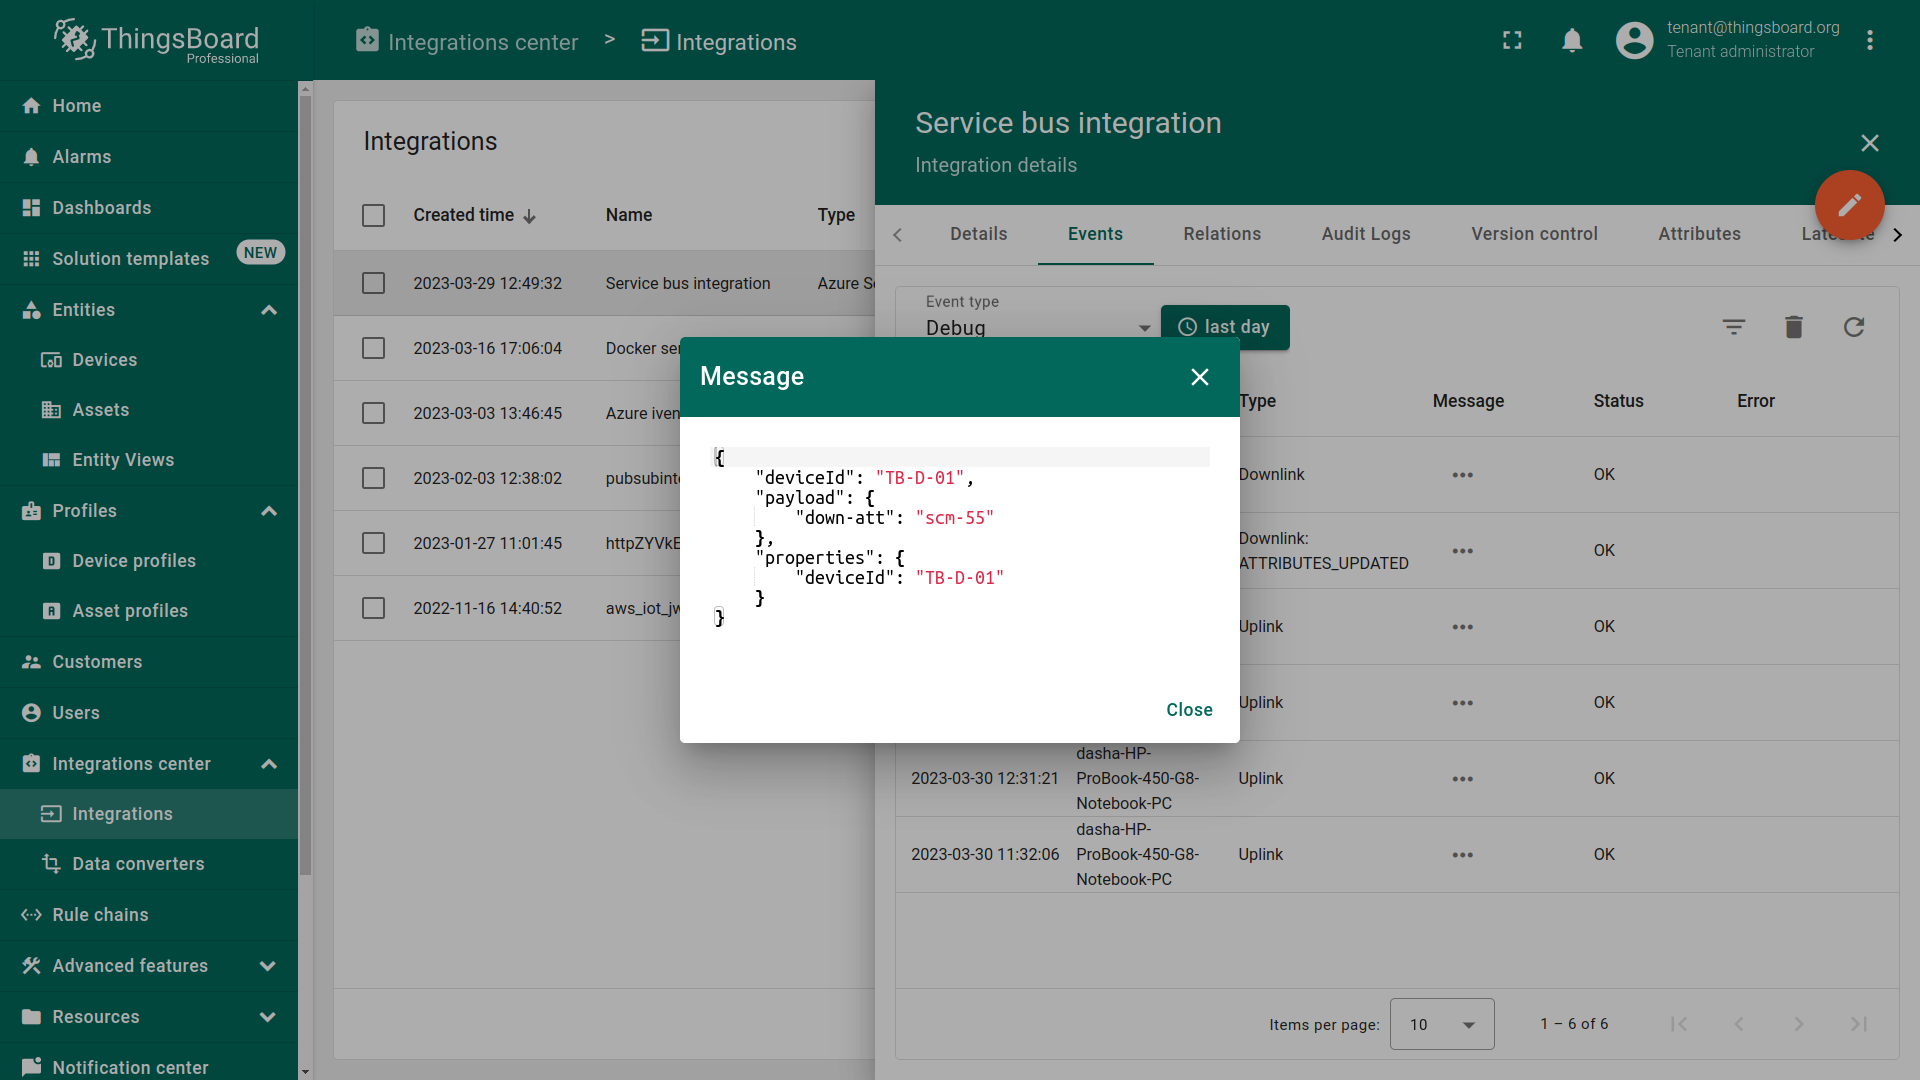 ThingsBoard
Professional
Integrations center > Integrations
tenant@thingsboard.org
Tenant administrator
Home
Alarms
Dashboards
Solution templates NEW
Entities
Devices
Assets
Entity Views
Profiles
Device profiles
Asset profiles
Customers
Users
Integrations center
Integrations
Data converters
Rule chains
Advanced features
Resources
Notification center
Integrations
Created time Name Type
2023-03-29 12:49:32 Service bus integration Azure S
2023-03-16 17:06:04 Docker se
2023-03-03 13:46:45 Azure iven
2023-02-03 12:38:02 pubsubint
2023-01-27 11:01:45 httpZYVkE
2022-11-16 14:40:52 aws_iot_jw
Service bus integration
Integration details
Details Events Relations Audit Logs Version control Attributes
Event type
Debug
last day
Type Message Status Error
Downlink ••• OK
Downlink:
ATTRIBUTES_UPDATED ••• OK
Uplink ••• OK
Uplink ••• OK
dasha-HP-
2023-03-30 12:31:21 ProBook-450-G8- Uplink ••• OK
Notebook-PC
dasha-HP-
2023-03-30 11:32:06 ProBook-450-G8- Uplink ••• OK
Notebook-PC
Items per page: 10 1 – 6 of 6
Message
{
"deviceId": "TB-D-01",
"payload": {
"down-att": "scm-55"
},
"properties": {
"deviceId": "TB-D-01"
}
}
Close